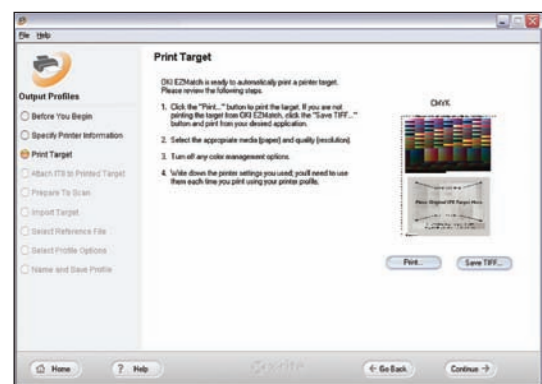 File Help
Output Profiles
Before You Begin
Specify Printer Information
Print Target
Attach IT8 to Printed Target
Prepare To Scan
Import Target
Select Reference File
Select Profile Options
Name and Save Profile
Print Target
OKI EZMatch is ready to automatically print a printer target.
Please review the following steps.
1. Click the "Print..." button to print the target. If you are not
printing the target from OKI EZMatch, click the "Save TIFF..."
button and print from your desired application.
2. Select the appropriate media (paper) and quality (resolution)
3. Turn off any color management options.
4. Write down the printer settings you used; you'll need to use
them each time you print using your printer profile.
CMYK
Place Original IT8 Target Here
Print... Save TIFF...
Home ? Help x-rite Go Back Continue